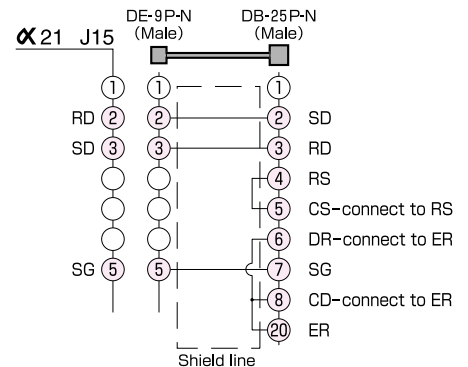 DE-9P-N DB-25P-N
(Male) (Male)
α21 J15
1 1 1
RD 2 2 2 SD
SD 3 3 3 RD
4 RS
5 CS-connect to RS
6 DR-connect to ER
SG 5 5 7 SG
8 CD-connect to ER
20 ER
Shield line